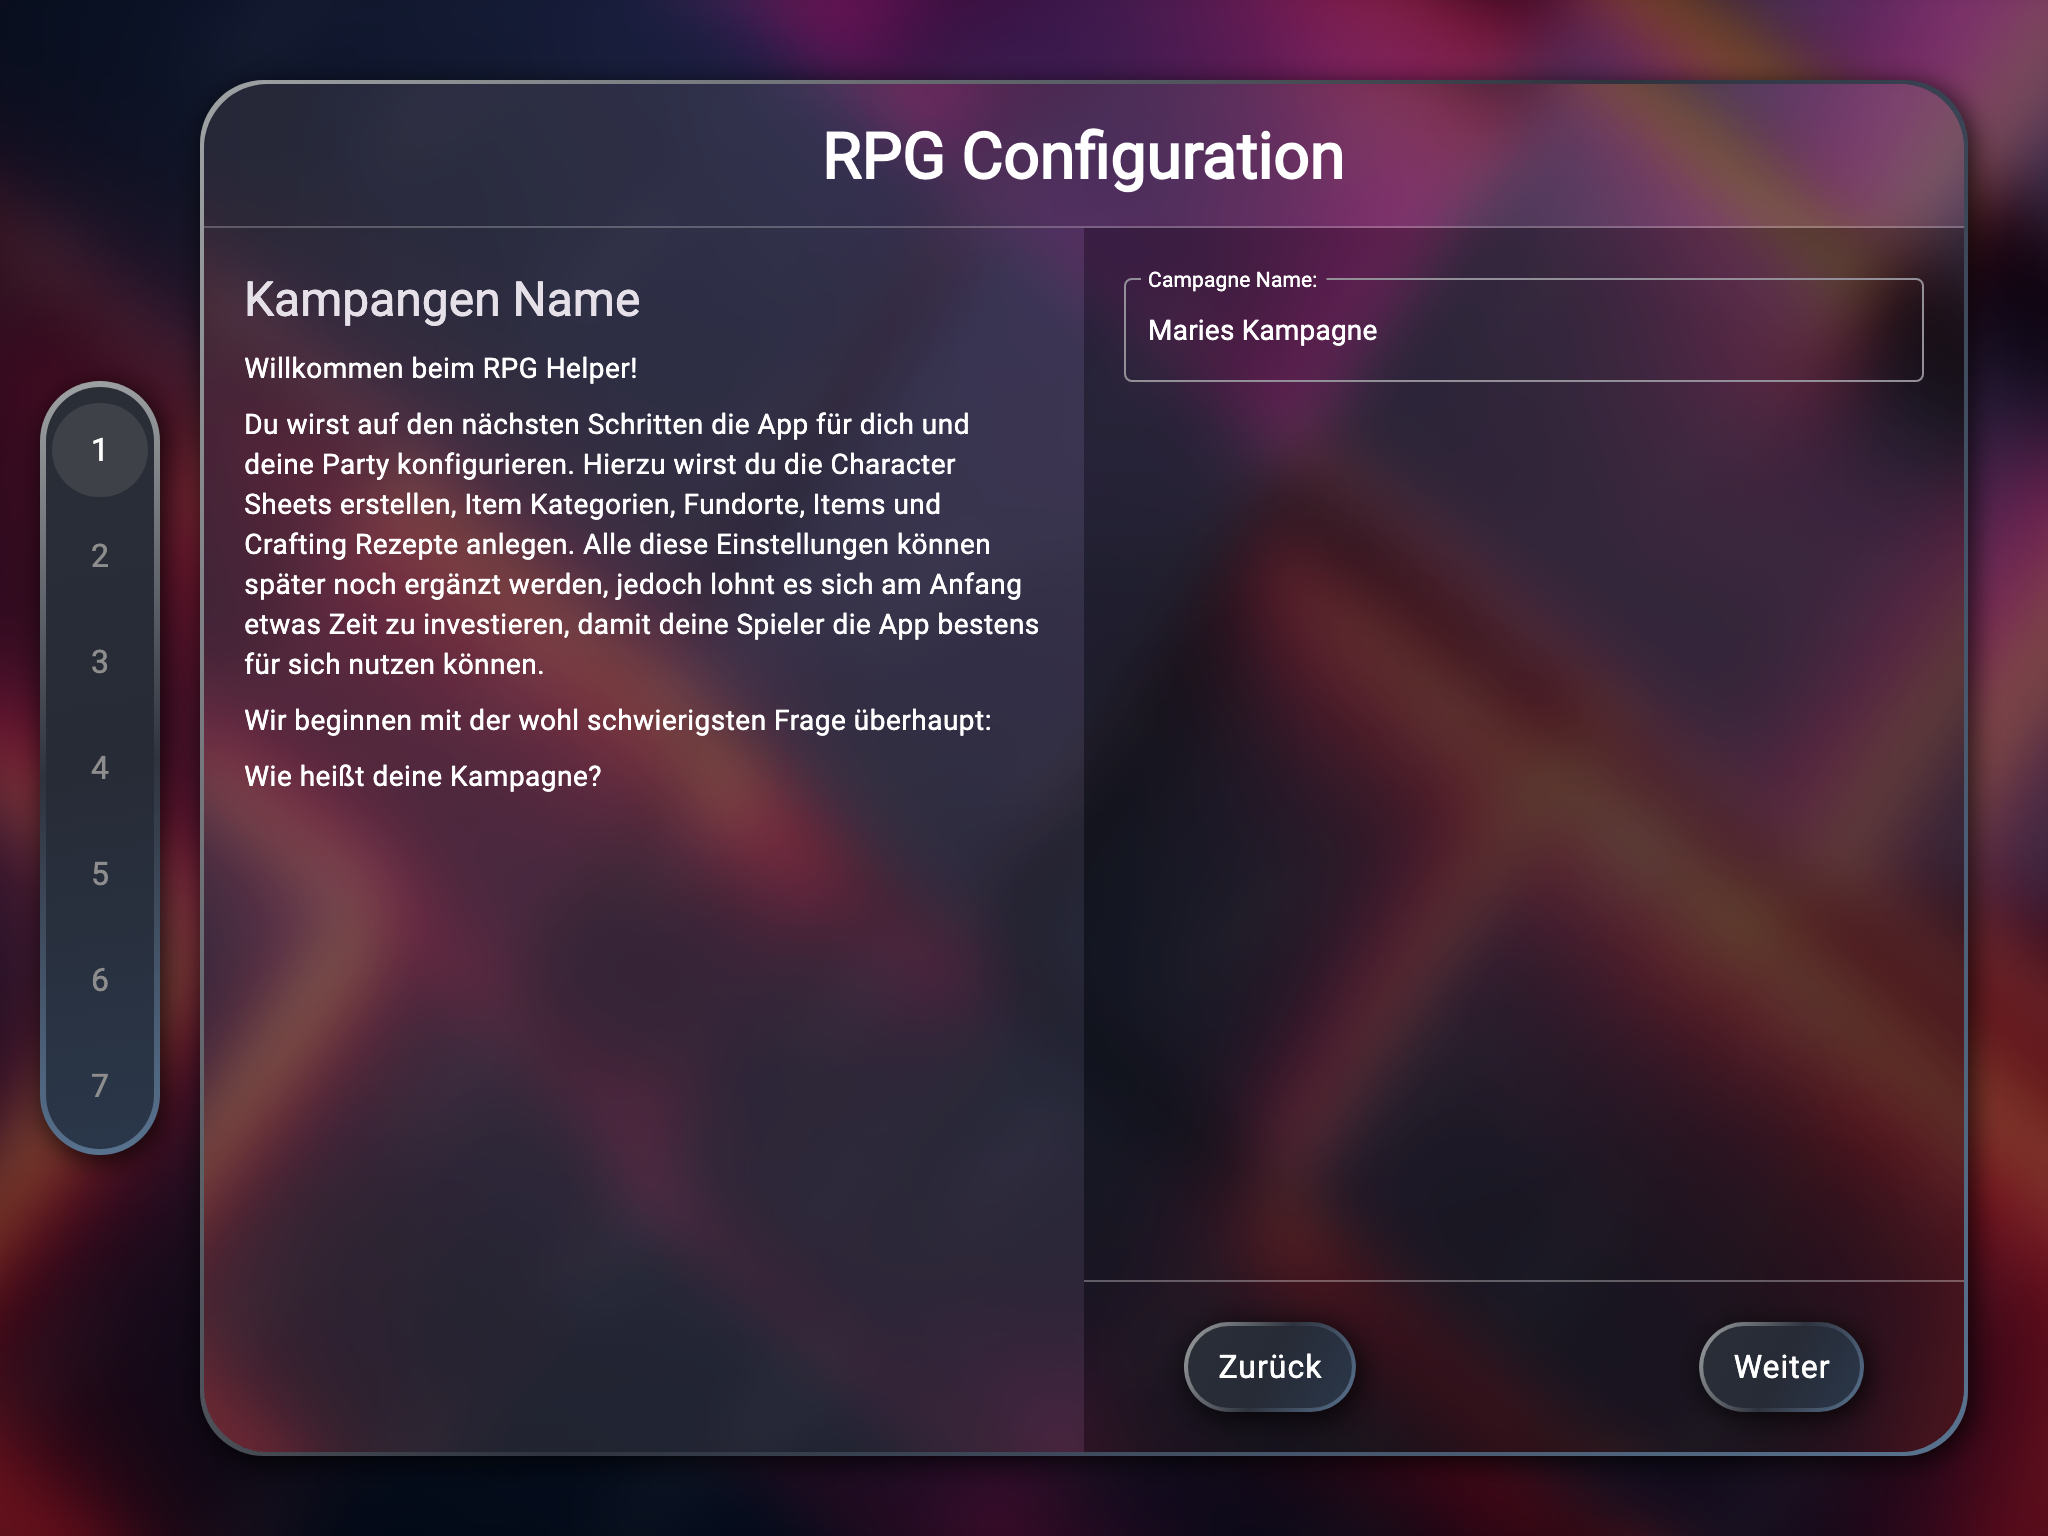 RPG Configuration
1
2
3
4
5
6
7
Kampangen Name
Willkommen beim RPG Helper!
Du wirst auf den nächsten Schritten die App für dich und
deine Party konfigurieren. Hierzu wirst du die Character
Sheets erstellen, Item Kategorien, Fundorte, Items und
Crafting Rezepte anlegen. Alle diese Einstellungen können
später noch ergänzt werden, jedoch lohnt es sich am Anfang
etwas Zeit zu investieren, damit deine Spieler die App bestens
für sich nutzen können.
Wir beginnen mit der wohl schwierigsten Frage überhaupt:
Wie heißt deine Kampagne?
Campagne Name:
Maries Kampagne
Zurück
Weiter